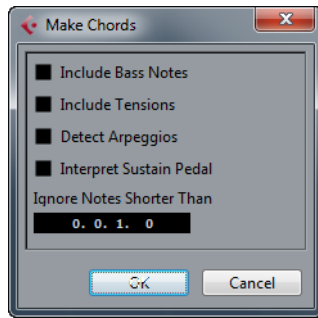 Make Chords
Include Bass Notes
Include Tensions
Detect Arpeggios
Interpret Sustain Pedal
Ignore Notes Shorter Than
0. 0. 1. 0
OK
Cancel